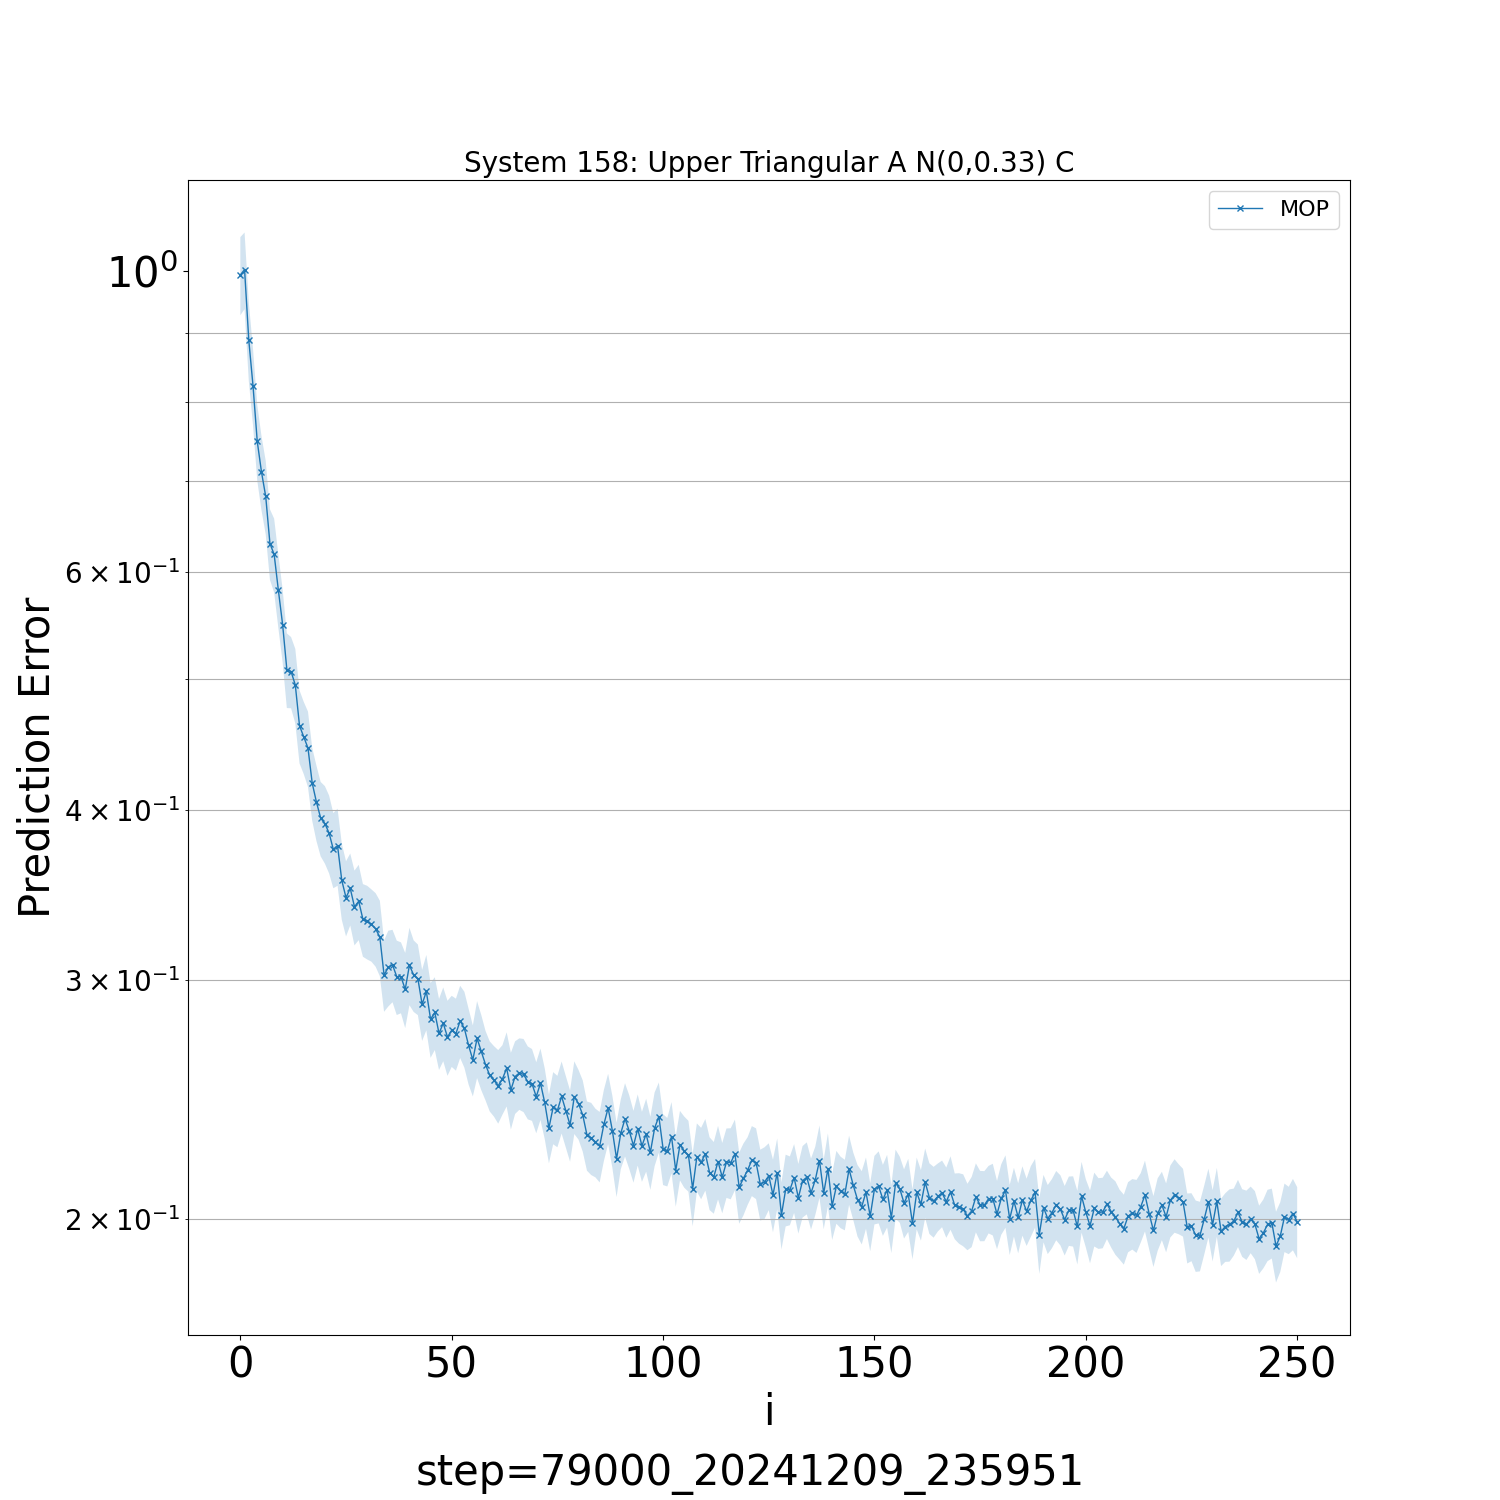 System 158: Upper Triangular A N(0,0.33) C
MOP
10⁰
6 × 10⁻¹
4 × 10⁻¹
3 × 10⁻¹
2 × 10⁻¹
Prediction Error
0 50 100 150 200 250
i
step=79000_20241209_235951